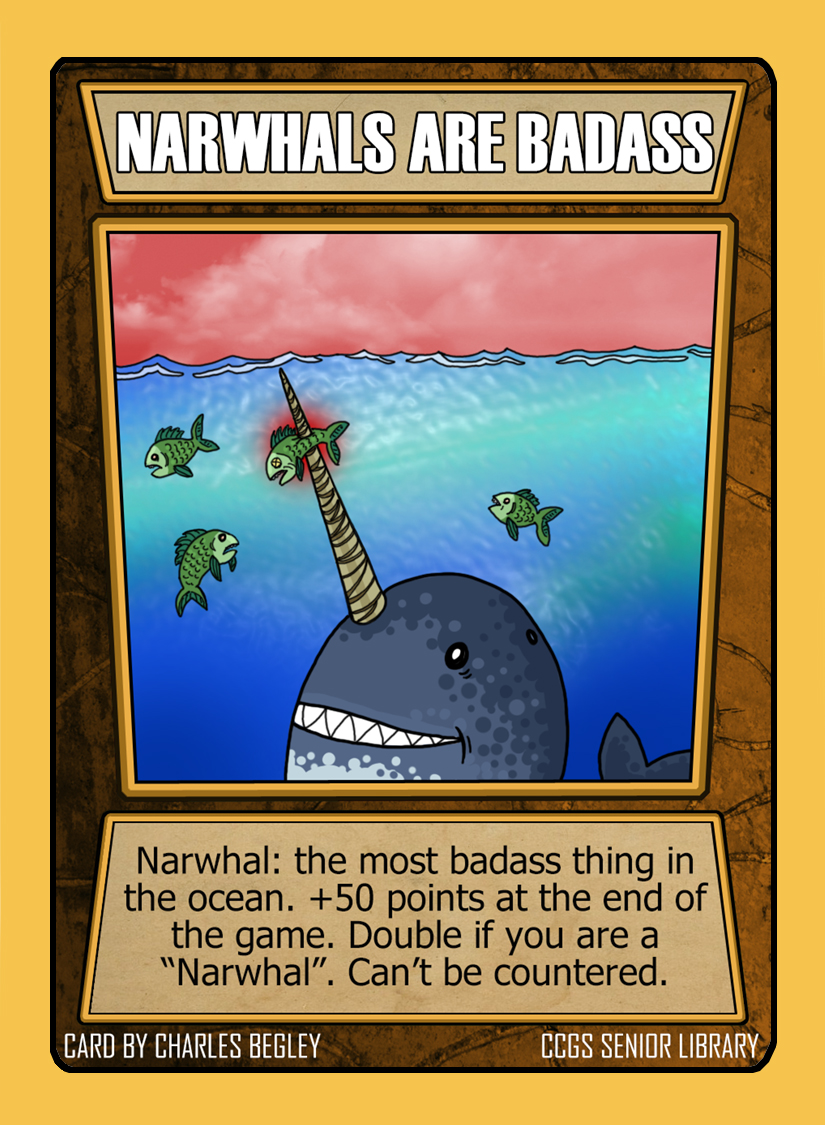 NARWHALS ARE BADASS
Narwhal: the most badass thing in
the ocean. +50 points at the end of
the game. Double if you are a
“Narwhal”. Can’t be countered.
CARD BY CHARLES BEGLEY
CCGS SENIOR LIBRARY